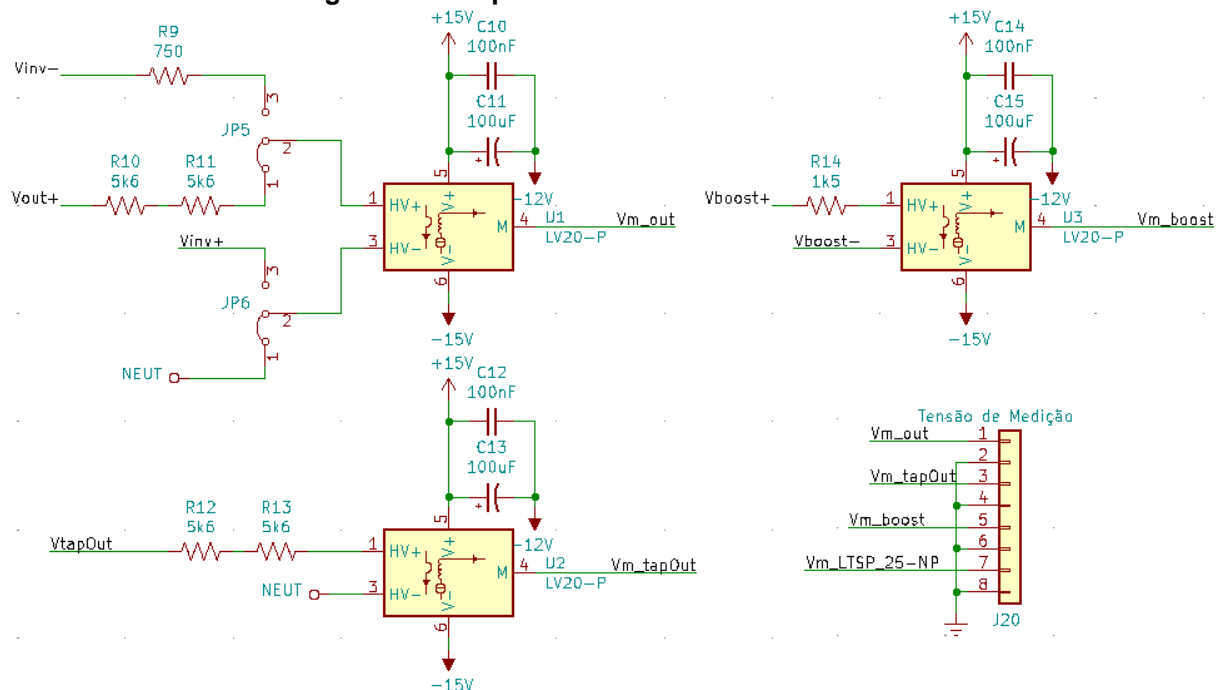 +15V
C10
100nF
C11
100uF
R9
750
Vinv-
3
JP5
2
1
R10
5k6
R11
5k6
Vout+
Vinv+
3
JP6
2
1
NEUT
5
1
HV+
V+
3
HV-
V-
M
4
6
-12V
U1
LV20-P
Vm_out
-15V
+15V
C14
100nF
C15
100uF
R14
1k5
Vboost+
Vboost-
5
1
HV+
V+
3
HV-
V-
M
4
6
-12V
U3
LV20-P
Vm_boost
-15V
+15V
C12
100nF
C13
100uF
R12
5k6
R13
5k6
VtapOut
NEUT
5
1
HV+
V+
3
HV-
V-
M
4
6
-12V
U2
LV20-P
Vm_tapOut
-15V
Tensão de Medição
Vm_out 1
2
Vm_tapOut 3
4
Vm_boost 5
6
Vm_LTSP_25-NP 7
8
J20